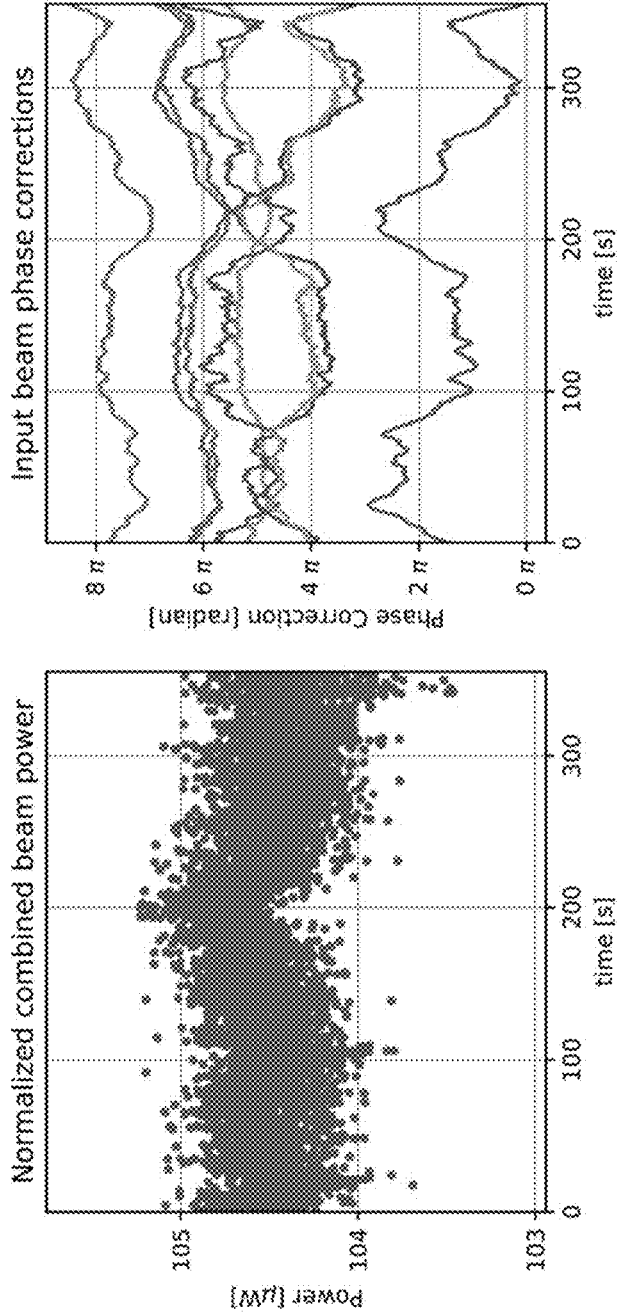 Normalized combined beam power
Power [μW]
105
104
103
0
100
200
300
time [s]
Input beam phase corrections
Phase Correction [radian]
8 π
6 π
4 π
2 π
0 π
0
100
200
300
time [s]